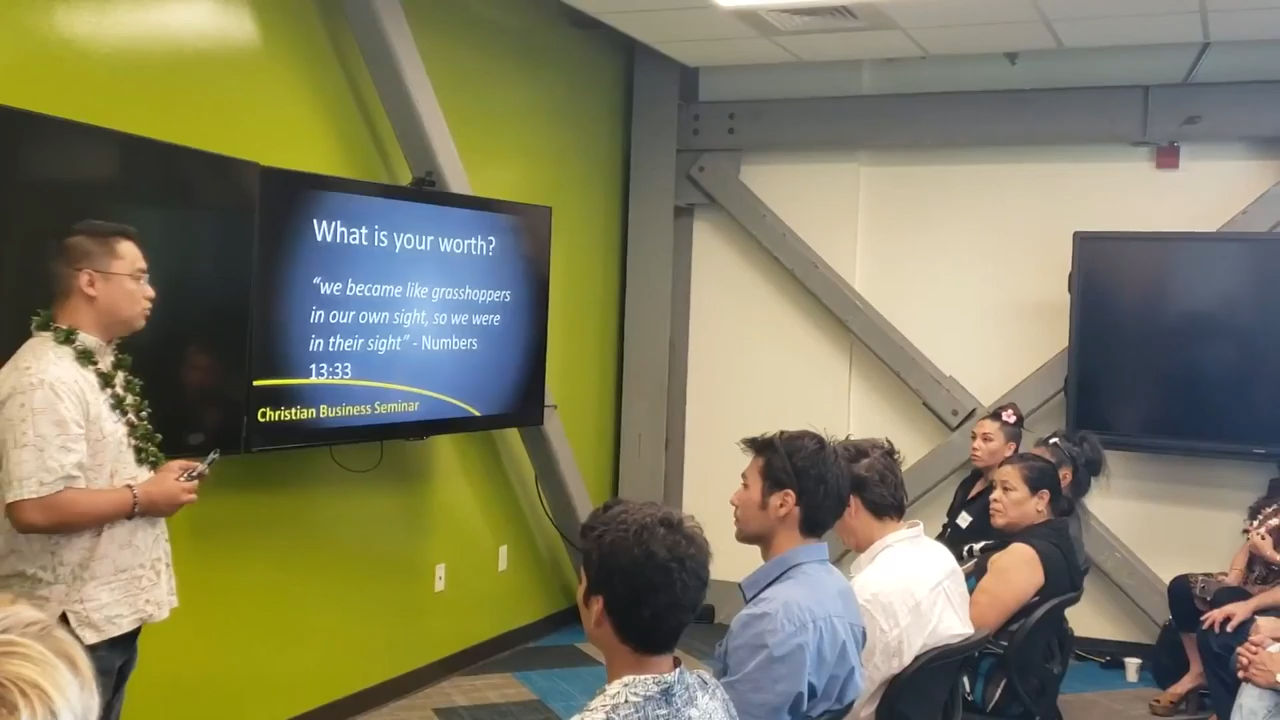 What is your worth?
“we became like grasshoppers
in our own sight, so we were
in their sight” - Numbers
13:33
Christian Business Seminar